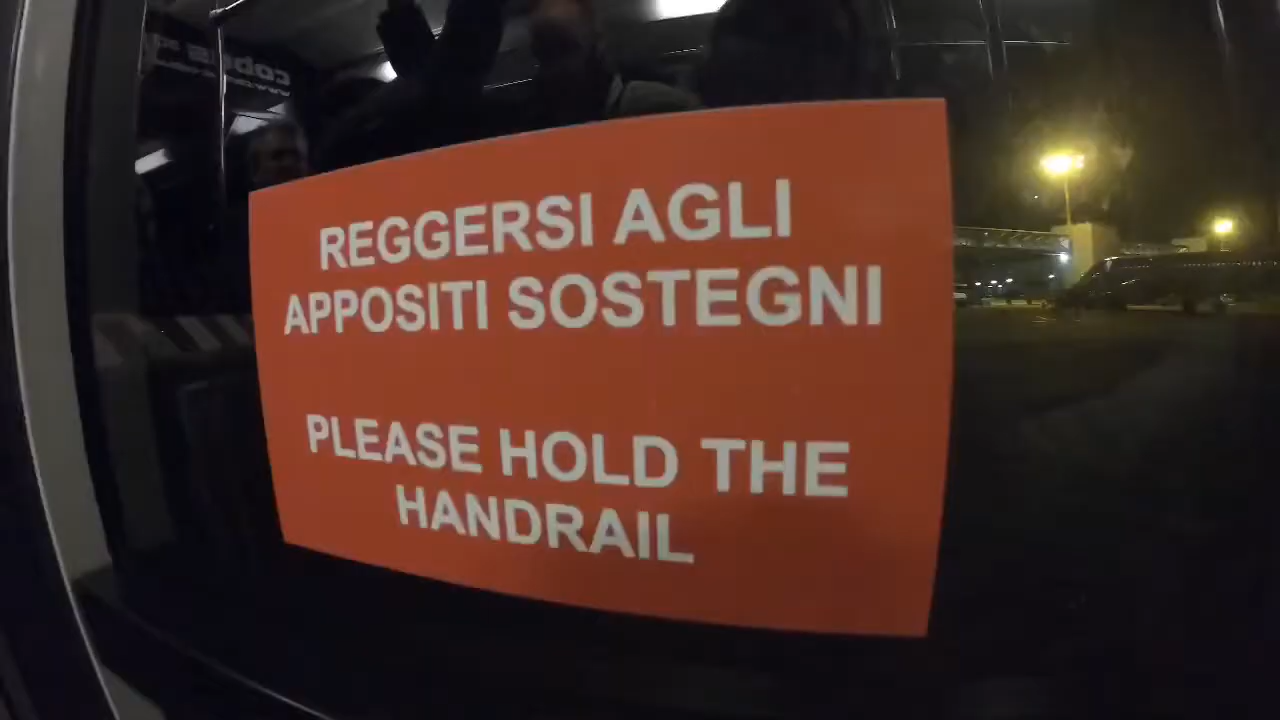 REGGERSI AGLI
APPOSITI SOSTEGNI
PLEASE HOLD THE
HANDRAIL